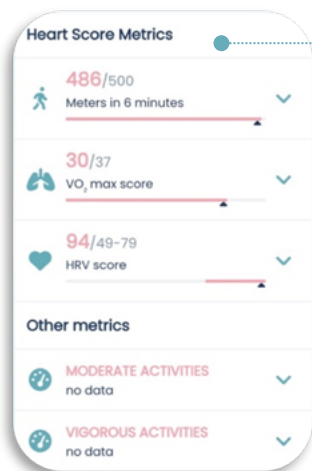 Heart Score Metrics
486/500
Meters in 6 minutes
30/37
VO₂ max score
94/49-79
HRV score
Other metrics
MODERATE ACTIVITIES
no data
VIGOROUS ACTIVITIES
no data